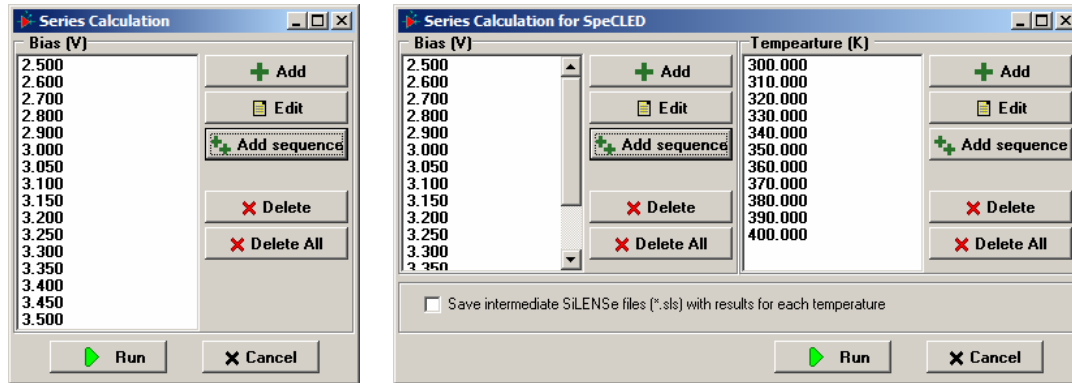 Series Calculation
Bias (V)
2.500
2.600
2.700
2.800
2.900
3.000
3.050
3.100
3.150
3.200
3.250
3.300
3.350
3.400
3.450
3.500
Add
Edit
Add sequence
Delete
Delete All
Run
Cancel
Series Calculation for SpeCLED
Bias (V)
2.500
2.600
2.700
2.800
2.900
3.000
3.050
3.100
3.150
3.200
3.250
3.300
3.350
Add
Edit
Add sequence
Delete
Delete All
Tempearture (K)
300.000
310.000
320.000
330.000
340.000
350.000
360.000
370.000
380.000
390.000
400.000
Add
Edit
Add sequence
Delete
Delete All
Save intermediate SiLENSe files (*.sls) with results for each temperature
Run
Cancel